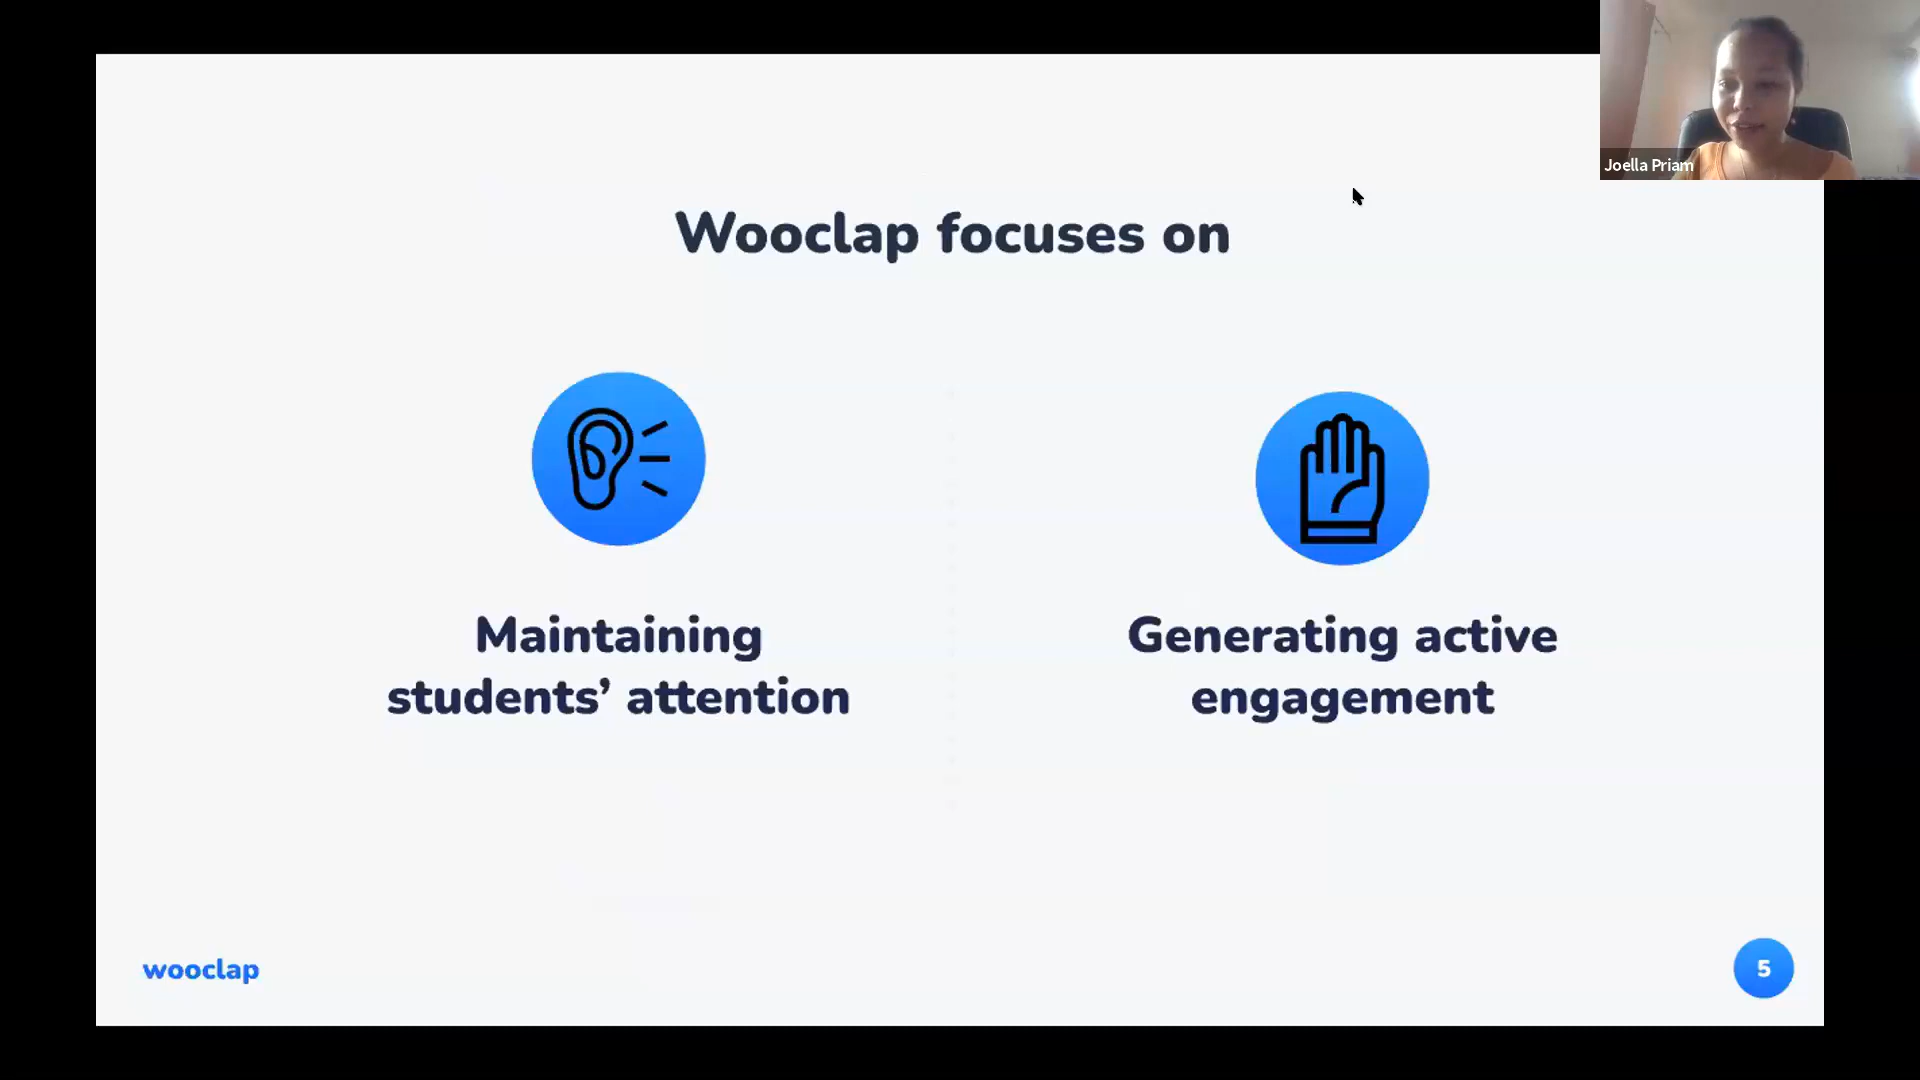 Joella Priam
Wooclap focuses on
Maintaining
students’ attention
Generating active
engagement
wooclap
5